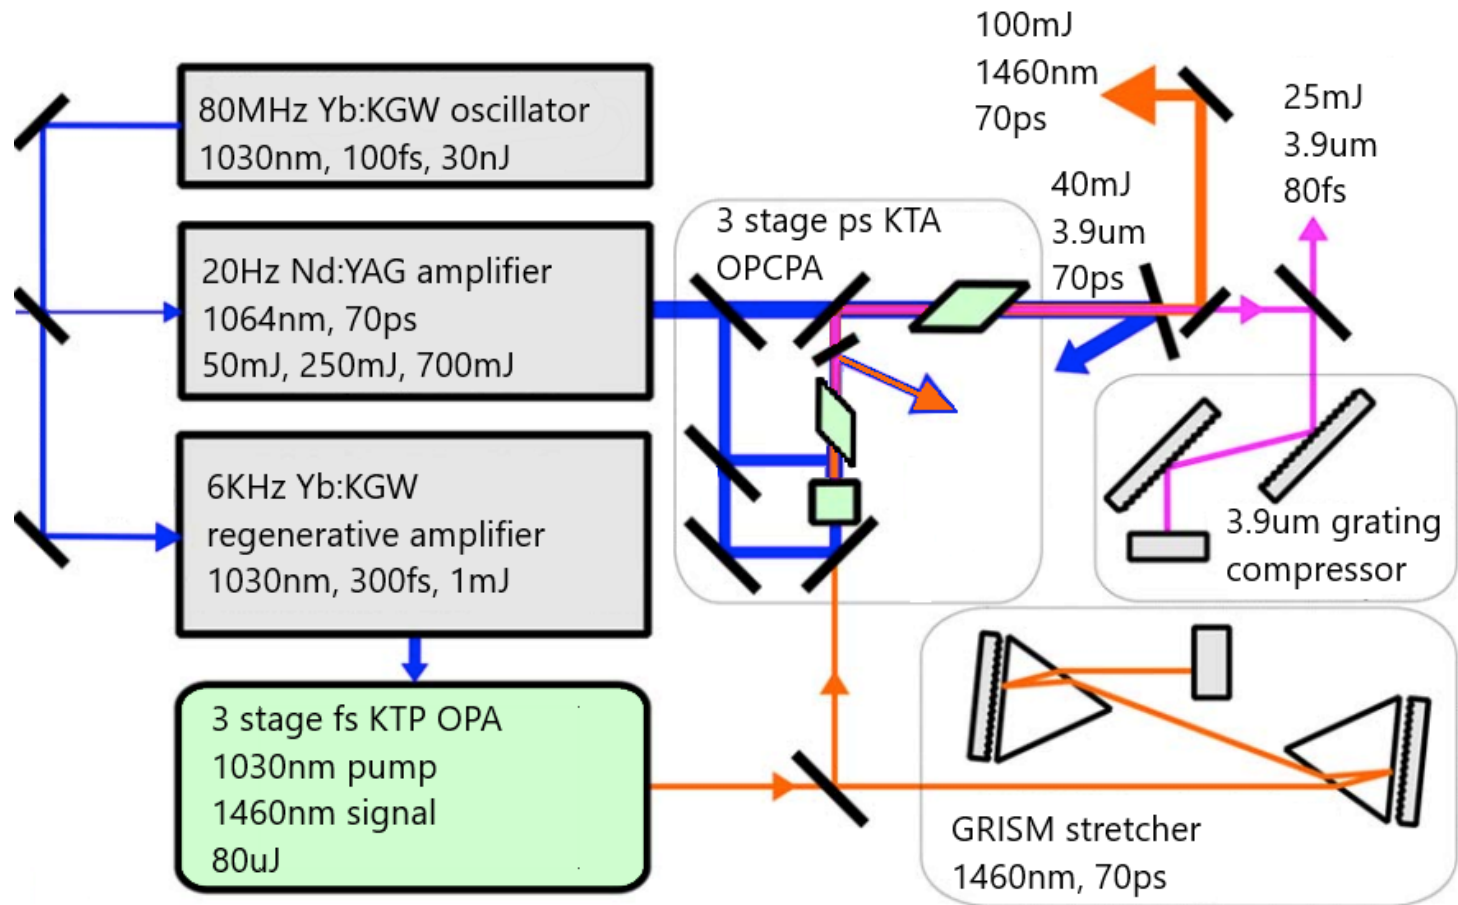 80MHz Yb:KGW oscillator
1030nm, 100fs, 30nJ
20Hz Nd:YAG amplifier
1064nm, 70ps
50mJ, 250mJ, 700mJ
6KHz Yb:KGW
regenerative amplifier
1030nm, 300fs, 1mJ
3 stage fs KTP OPA
1030nm pump
1460nm signal
80uJ
3 stage ps KTA
OPCPA
100mJ
1460nm
70ps
40mJ
3.9um
70ps
25mJ
3.9um
80fs
3.9um grating
compressor
GRISM stretcher
1460nm, 70ps